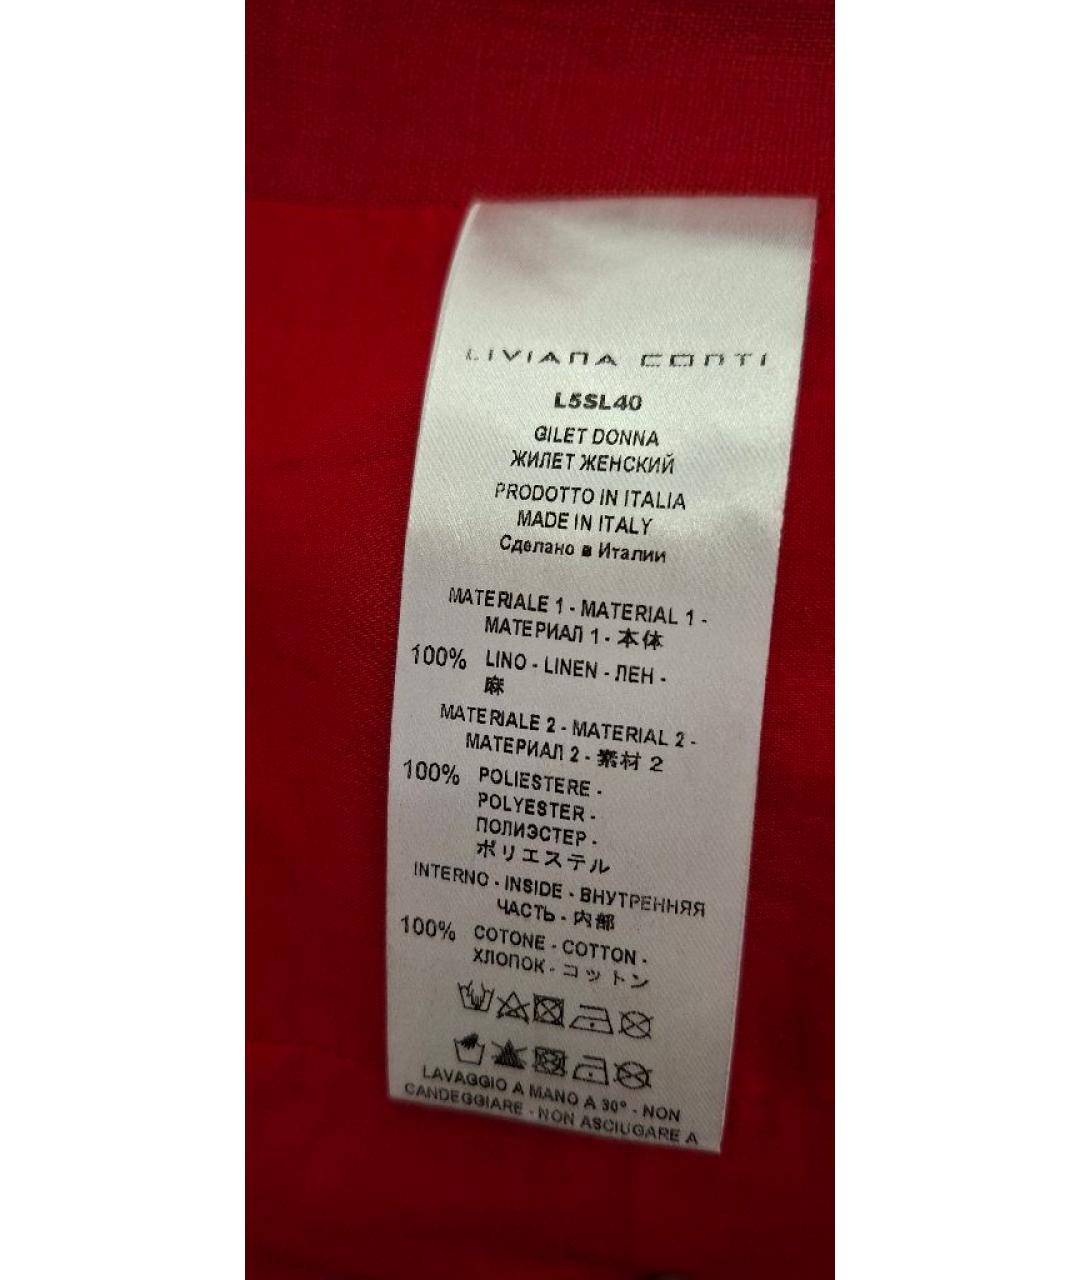 LIVIANA CONTI
L5SL40
GILET DONNA
ЖИЛЕТ ЖЕНСКИЙ
PRODOTTO IN ITALIA
MADE IN ITALY
Сделано в Италии
MATERIALE 1 - MATERIAL 1 -
МАТЕРИАЛ 1 - 本体
100% LINO - LINEN - ЛЕН -
麻
MATERIALE 2 - MATERIAL 2 -
МАТЕРИАЛ 2 - 素材 2
100% POLIESTERE -
POLYESTER -
ПОЛИЭСТЕР -
ポリエステル
INTERNO - INSIDE - ВНУТРЕННЯЯ
ЧАСТЬ - 内部
100% COTONE - COTTON -
ХЛОПОК - コットン
LAVAGGIO A MANO A 30° - NON
CANDEGGIARE - NON ASCIUGARE A